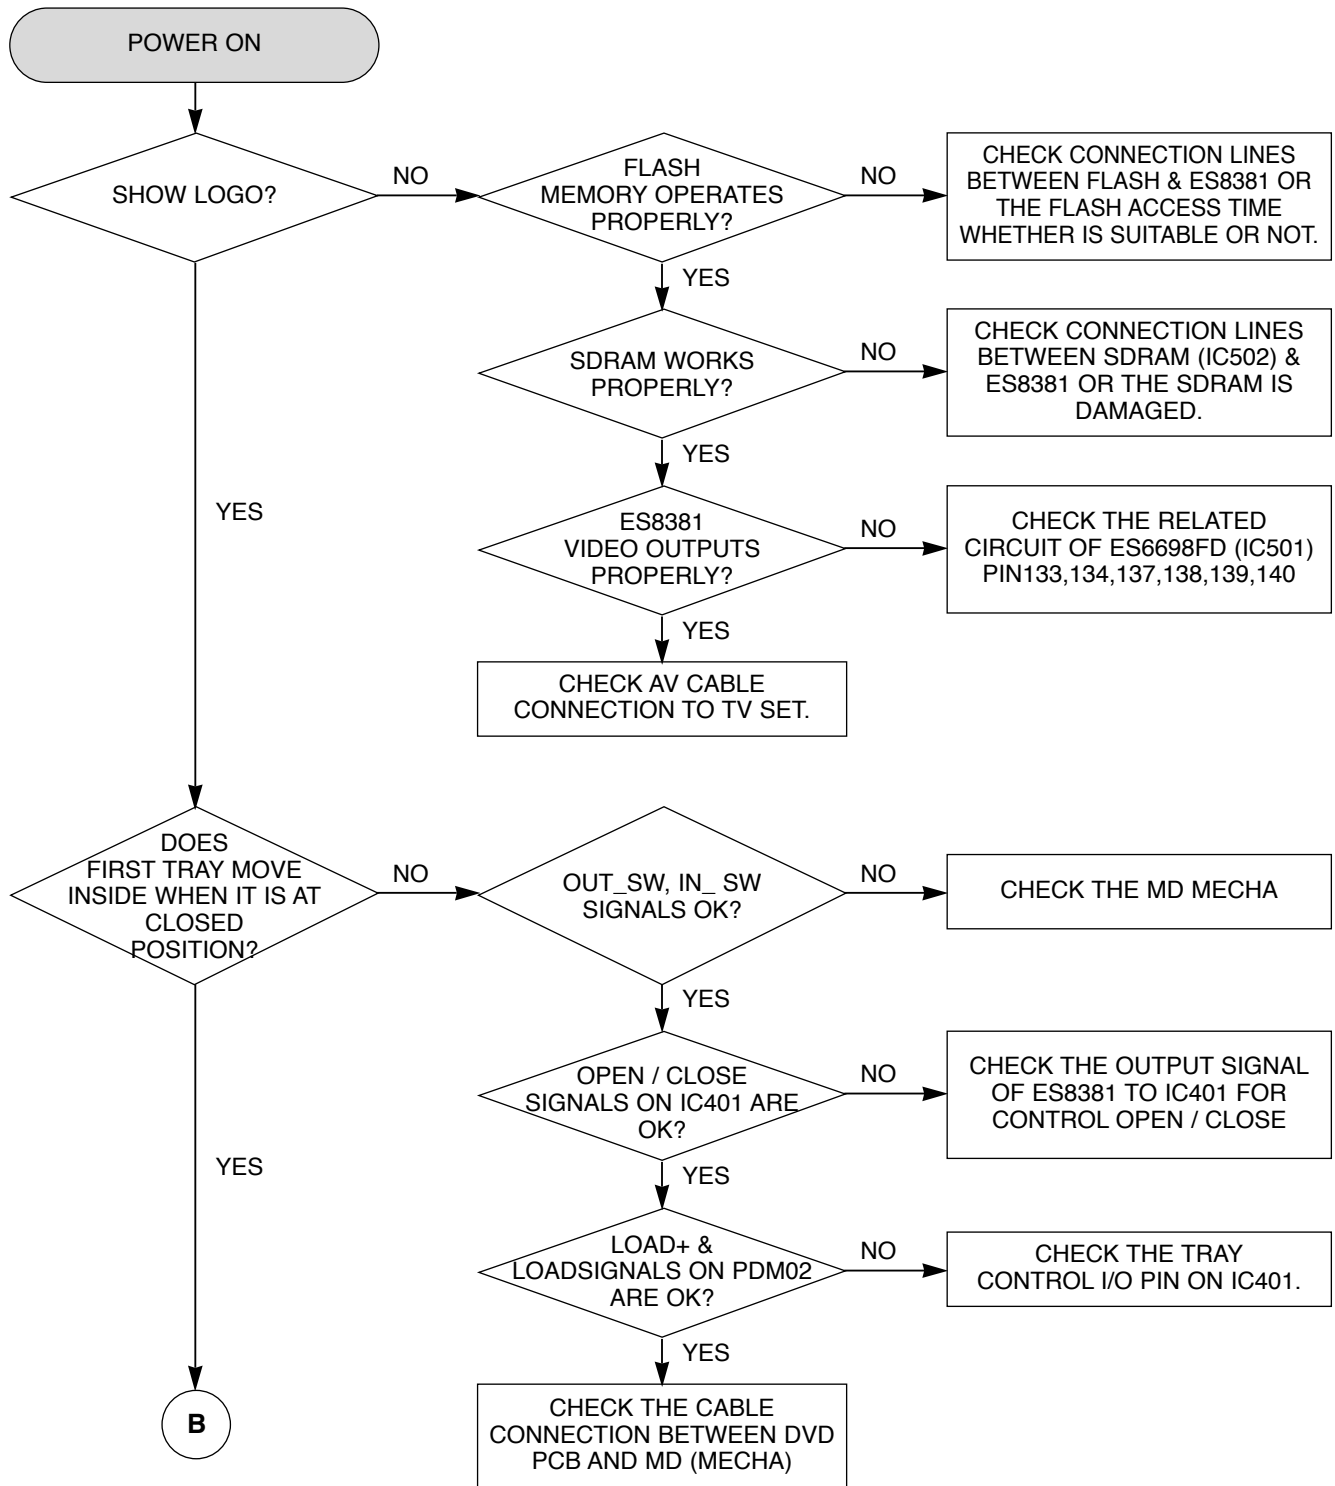 POWER ON
SHOW LOGO?
NO
FLASH
MEMORY OPERATES
PROPERLY?
NO
CHECK CONNECTION LINES
BETWEEN FLASH & ES8381 OR
THE FLASH ACCESS TIME
WHETHER IS SUITABLE OR NOT.
YES
SDRAM WORKS
PROPERLY?
NO
CHECK CONNECTION LINES
BETWEEN SDRAM (IC502) &
ES8381 OR THE SDRAM IS
DAMAGED.
YES
YES
ES8381
VIDEO OUTPUTS
PROPERLY?
NO
CHECK THE RELATED
CIRCUIT OF ES6698FD (IC501)
PIN133,134,137,138,139,140
YES
CHECK AV CABLE
CONNECTION TO TV SET.
DOES
FIRST TRAY MOVE
INSIDE WHEN IT IS AT
CLOSED
POSITION?
NO
OUT_SW, IN_ SW
SIGNALS OK?
NO
CHECK THE MD MECHA
YES
OPEN / CLOSE
SIGNALS ON IC401 ARE
OK?
NO
CHECK THE OUTPUT SIGNAL
OF ES8381 TO IC401 FOR
CONTROL OPEN / CLOSE
YES
YES
LOAD+ &
LOADSIGNALS ON PDM02
ARE OK?
NO
CHECK THE TRAY
CONTROL I/O PIN ON IC401.
YES
B
CHECK THE CABLE
CONNECTION BETWEEN DVD
PCB AND MD (MECHA)